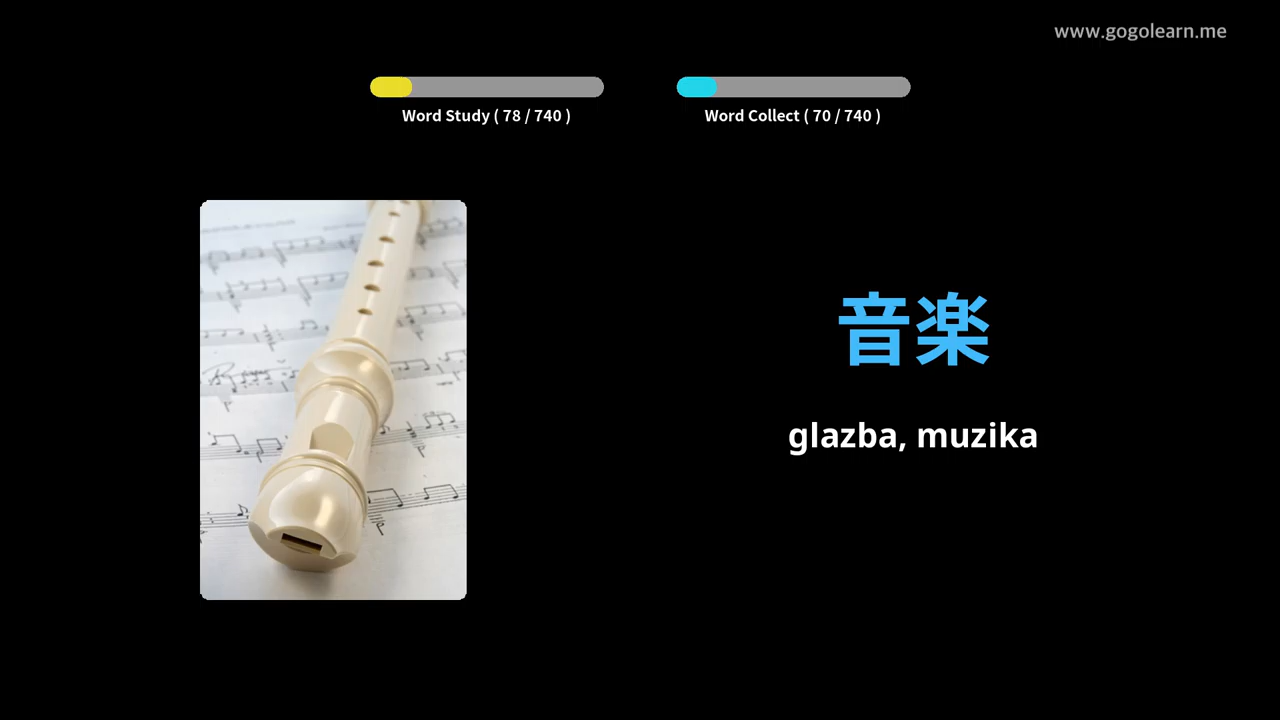 www.gogolearn.me
Word Study ( 78 / 740 )
Word Collect ( 70 / 740 )
音楽
glazba, muzika